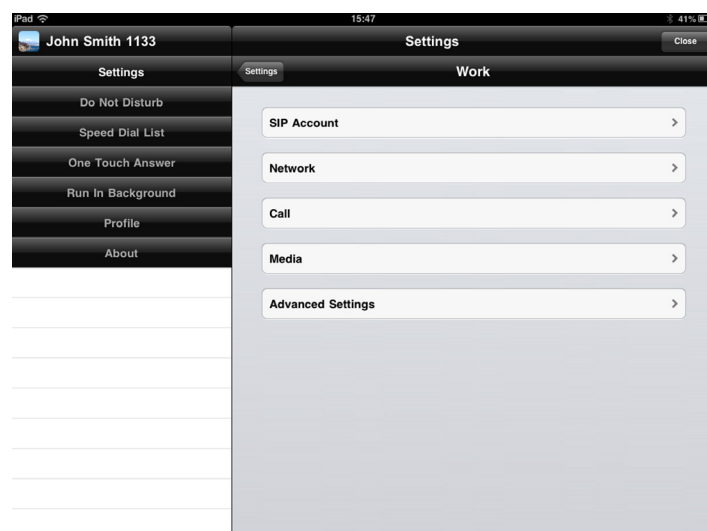 iPad 15:47 41%
John Smith 1133
Settings
Do Not Disturb
Speed Dial List
One Touch Answer
Run In Background
Profile
About
Settings
Close
Settings
Work
SIP Account
Network
Call
Media
Advanced Settings